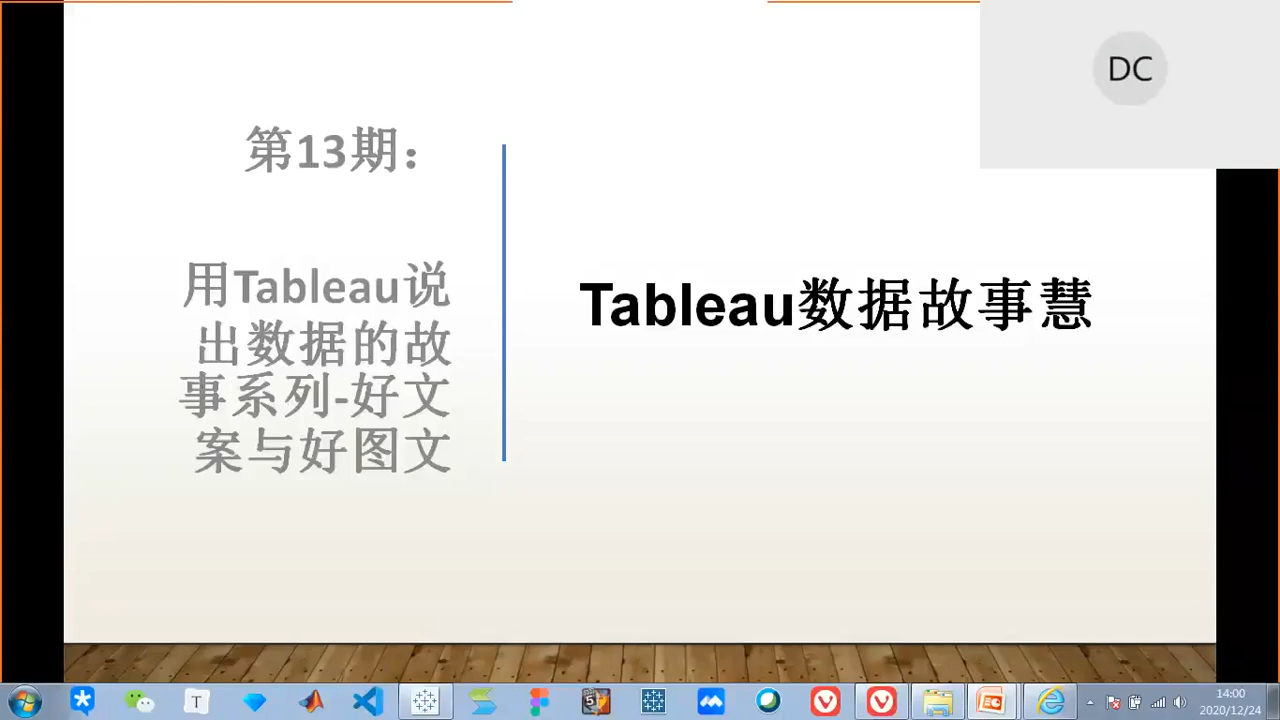 第13期：
用Tableau说
出数据的故
事系列-好文
案与好图文
Tableau数据故事慧
DC
14:00
2020/12/24